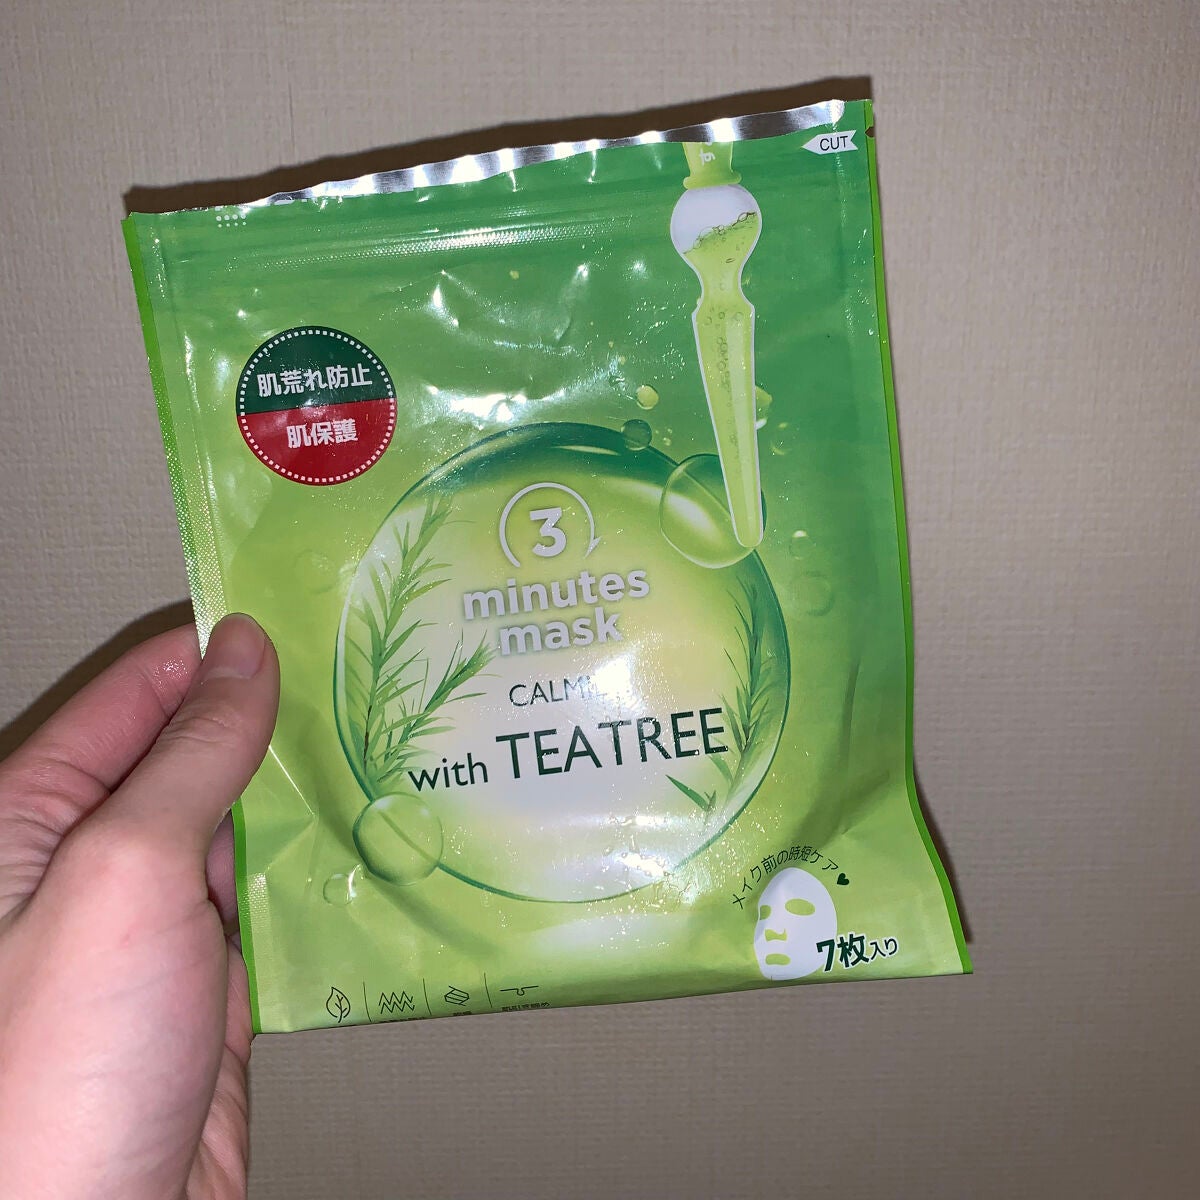 CUT
肌荒れ防止
肌保護
3
minutes
mask
with TEATREE
メイク前の時短ケア♥
7枚入り